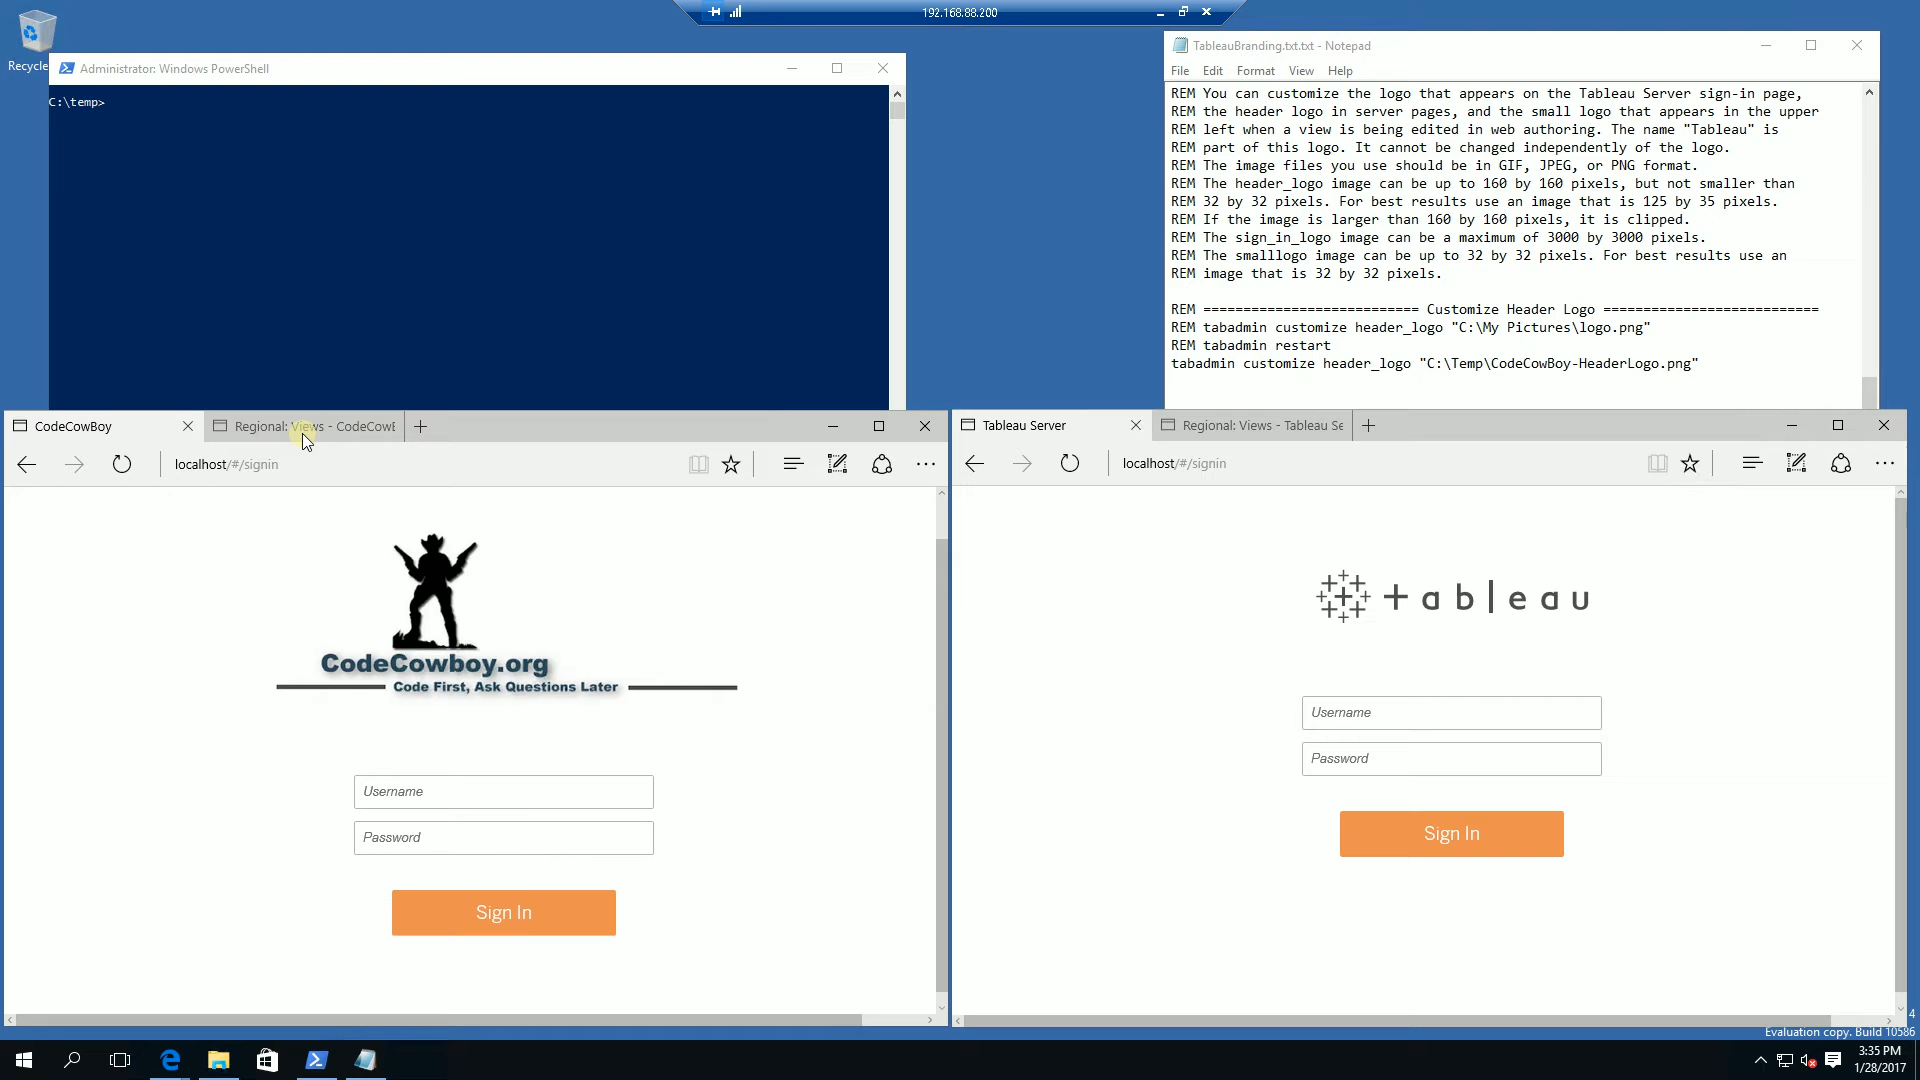 192.168.88.200
Recycle
Administrator: Windows PowerShell
C:\temp>
TableauBranding.txt.txt - Notepad
File Edit Format View Help
REM You can customize the logo that appears on the Tableau Server sign-in page,
REM the header logo in server pages, and the small logo that appears in the upper
REM left when a view is being edited in web authoring. The name "Tableau" is
REM part of this logo. It cannot be changed independently of the logo.
REM The image files you use should be in GIF, JPEG, or PNG format.
REM The header_logo image can be up to 160 by 160 pixels, but not smaller than
REM 32 by 32 pixels. For best results use an image that is 125 by 35 pixels.
REM If the image is larger than 160 by 160 pixels, it is clipped.
REM The sign_in_logo image can be a maximum of 3000 by 3000 pixels.
REM The smalllogo image can be up to 32 by 32 pixels. For best results use an
REM image that is 32 by 32 pixels.
REM =========================== Customize Header Logo ===========================
REM tabadmin customize header_logo "C:\My Pictures\logo.png"
REM tabadmin restart
tabadmin customize header_logo "C:\Temp\CodeCowBoy-HeaderLogo.png"
CodeCowBoy
Regional: Views - CodeCowB
localhost/#/signin
CodeCowboy.org
Code First, Ask Questions Later
Username
Password
Sign In
Tableau Server
Regional: Views - Tableau Se
localhost/#/signin
+ableau
Username
Password
Sign In
4
Evaluation copy. Build 10586
3:35 PM
1/28/2017